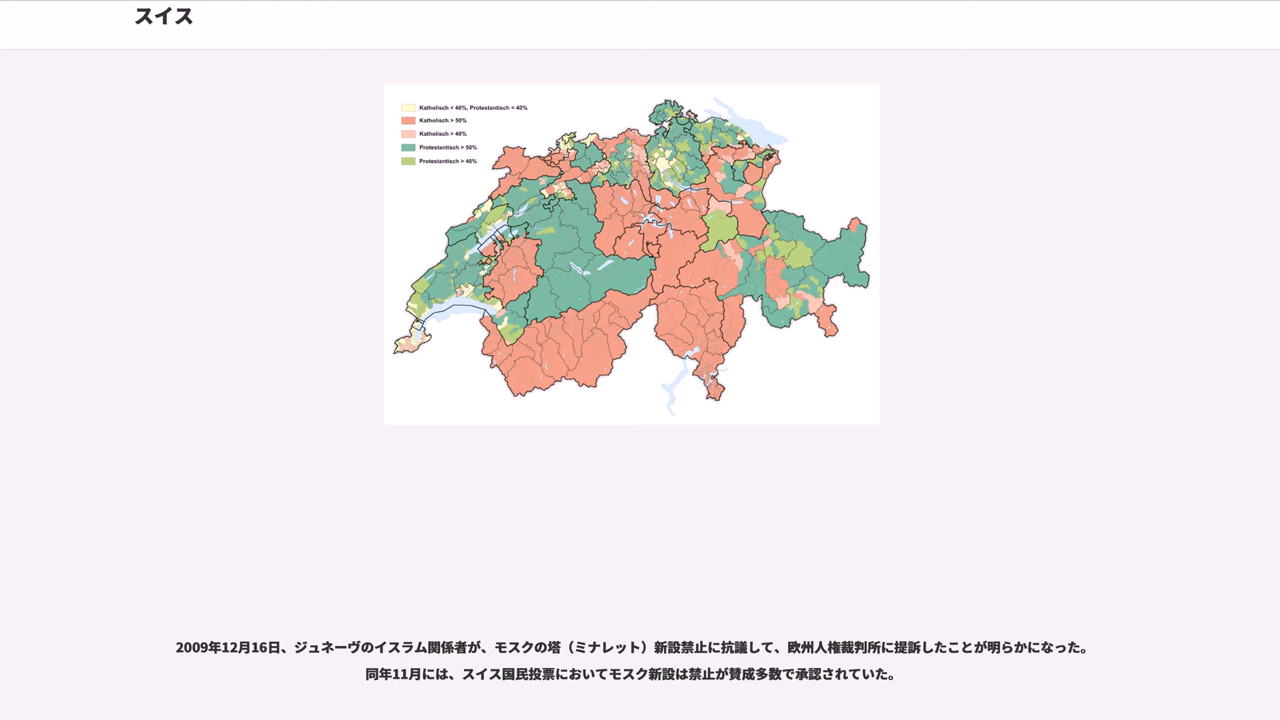 スイス
Katholisch < 40%, Protestantisch < 40%
Katholisch > 50%
Katholisch > 40%
Protestantisch > 50%
Protestantisch > 40%
2009年12月16日、ジュネーヴのイスラム関係者が、モスクの塔（ミナレット）新設禁止に抗議して、欧州人権裁判所に提訴したことが明らかになった。
同年11月には、スイス国民投票においてモスク新設は禁止が賛成多数で承認されていた。